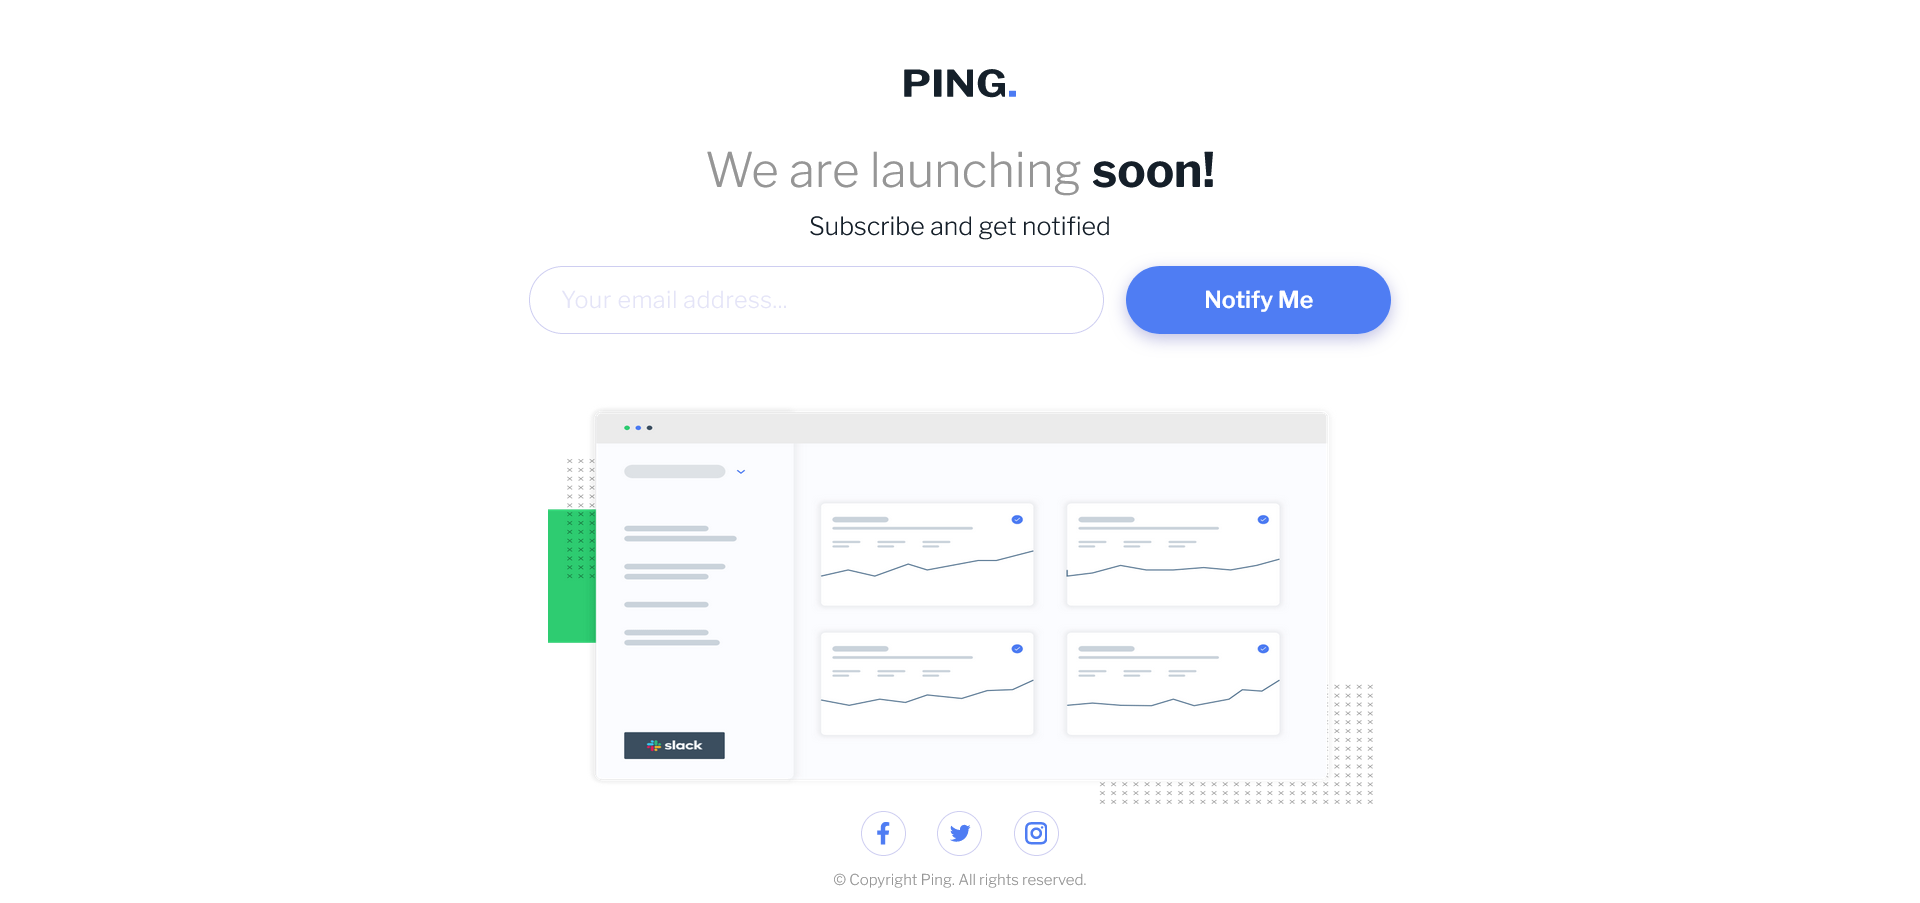 PING.
We are launching soon!
Subscribe and get notified
Your email address...
Notify Me
slack
© Copyright Ping. All rights reserved.